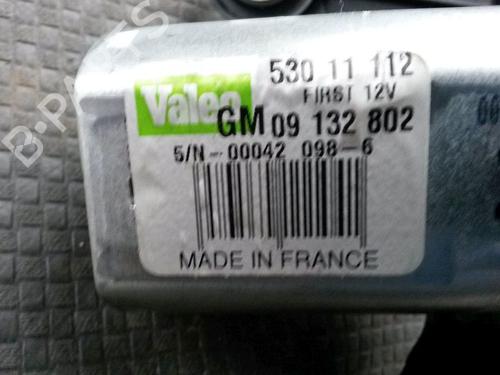 Valeo
530 11 112
FIRST 12V
GM 09 132 802
S/N-00042 098-6
MADE IN FRANCE
B-PARTS